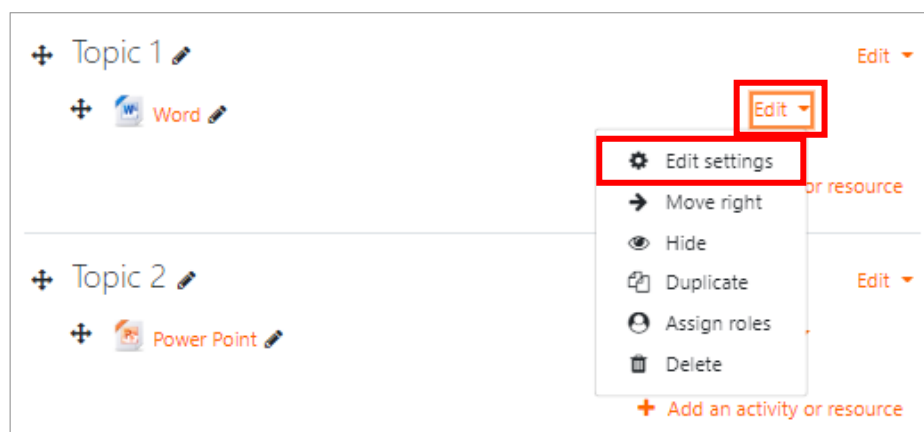 Topic 1
Edit
Word
Edit
Edit settings
or resource
Move right
Hide
Topic 2
Edit
Duplicate
Assign roles
Power Point
Delete
Add an activity or resource